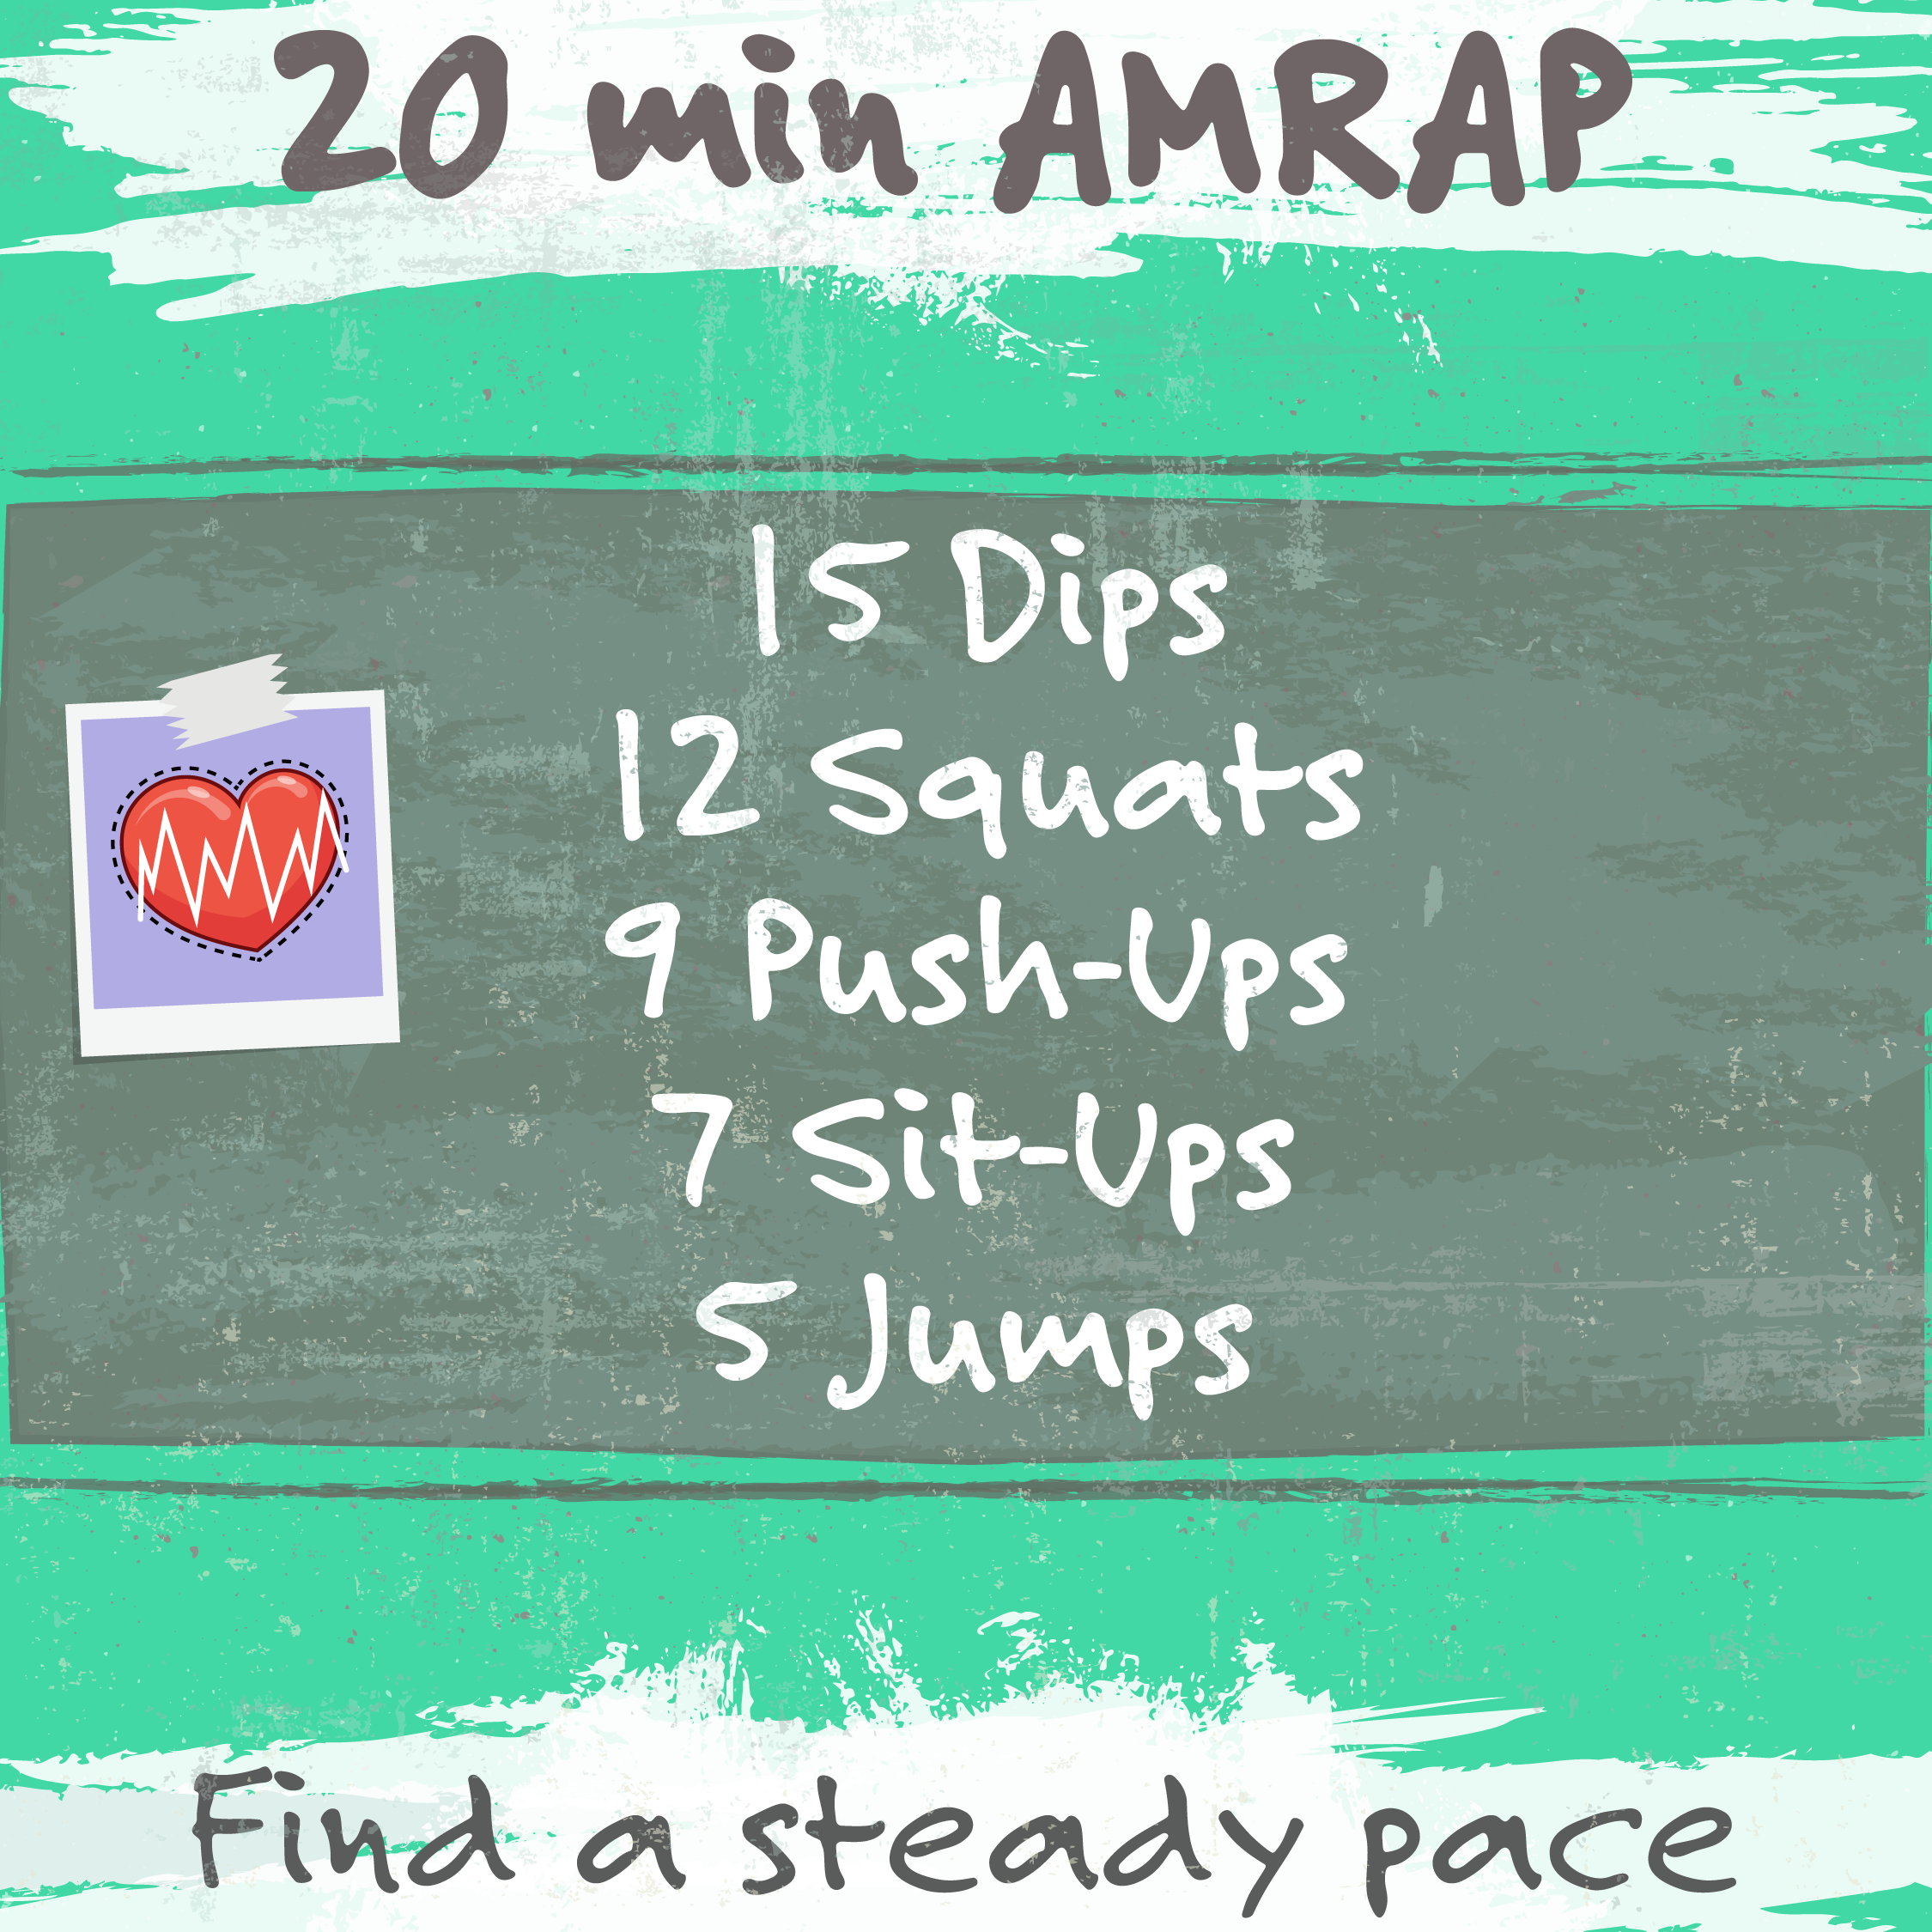 20 min AMRAP
15 Dips
12 Squats
9 Push-Ups
7 Sit-Ups
5 Jumps
Find a steady pace